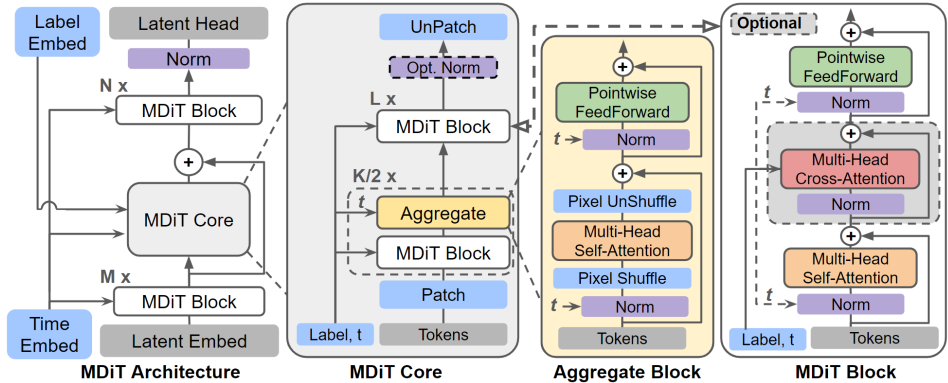 Label
Embed
Latent Head
Norm
N x
MDiT Block
+
MDiT Core
M x
MDiT Block
Time
Embed
Latent Embed
MDiT Architecture
UnPatch
Opt. Norm
L x
MDiT Block
K/2 x
t
Aggregate
MDiT Block
Patch
Label, t
Tokens
MDiT Core
+
Pointwise
FeedForward
t
Norm
+
Pixel UnShuffle
Multi-Head
Self-Attention
Pixel Shuffle
t
Norm
Tokens
Aggregate Block
Optional
+
Pointwise
FeedForward
t
Norm
+
Multi-Head
Cross-Attention
Norm
+
Multi-Head
Self-Attention
t
Norm
Label, t
Tokens
MDiT Block